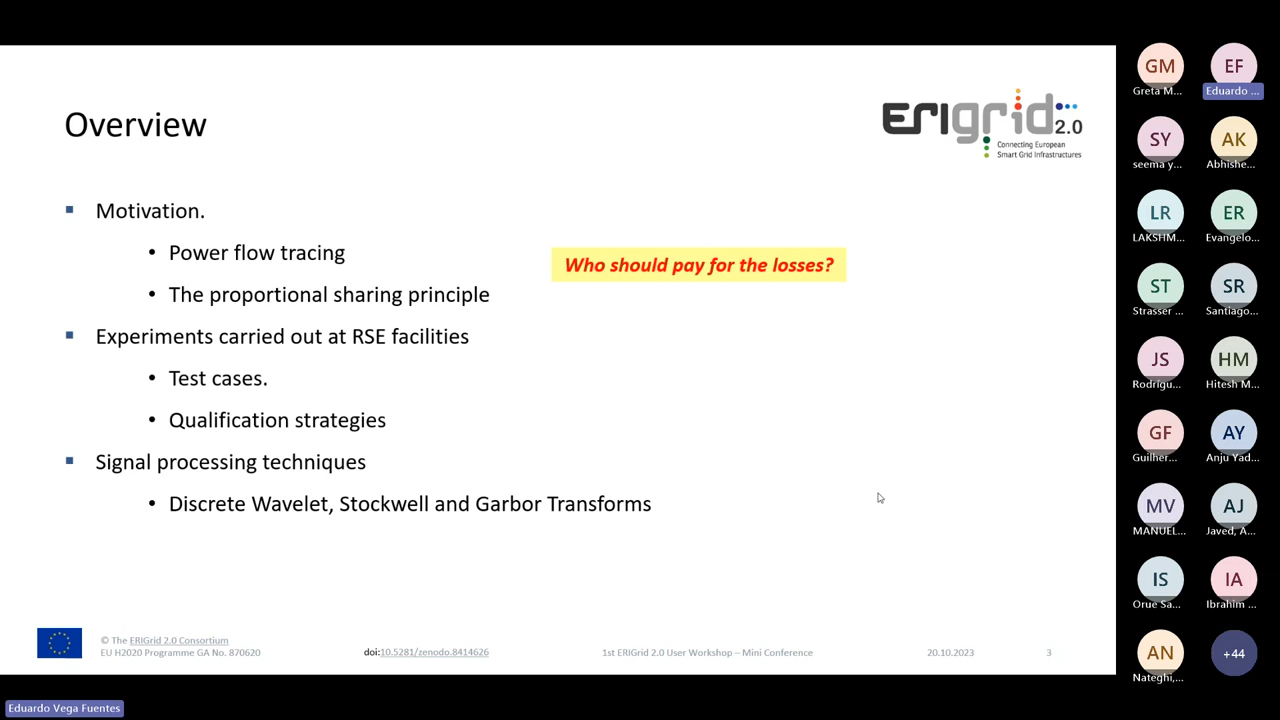 Overview
ERIgrid 2.0
Connecting European
Smart Grid Infrastructures
Motivation.
Power flow tracing
The proportional sharing principle
Who should pay for the losses?
Experiments carried out at RSE facilities
Test cases.
Qualification strategies
Signal processing techniques
Discrete Wavelet, Stockwell and Garbor Transforms
© The ERIGrid 2.0 Consortium
EU H2020 Programme GA No. 870620
doi:10.5281/zenodo.8414626
1st ERIGrid 2.0 User Workshop – Mini Conference
20.10.2023
3
GM
Greta M...
EF
Eduardo ...
SY
seema y...
AK
Abhishe...
LR
LAKSHM...
ER
Evangelo...
ST
Strasser ...
SR
Santiago...
JS
Rodrigu...
HM
Hitesh M...
GF
Guilher...
AY
Anju Yad...
MV
MANUEL...
AJ
Javed, A...
IS
Orue Sa...
IA
Ibrahim ...
AN
Nateghi,...
+44
Eduardo Vega Fuentes